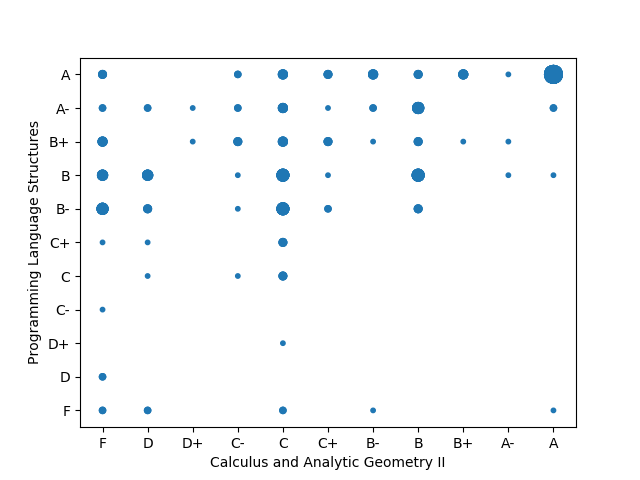 Programming Language Structures
A
A-
B+
B
B-
C+
C
C-
D+
D
F
F D D+ C- C C+ B- B B+ A- A
Calculus and Analytic Geometry II